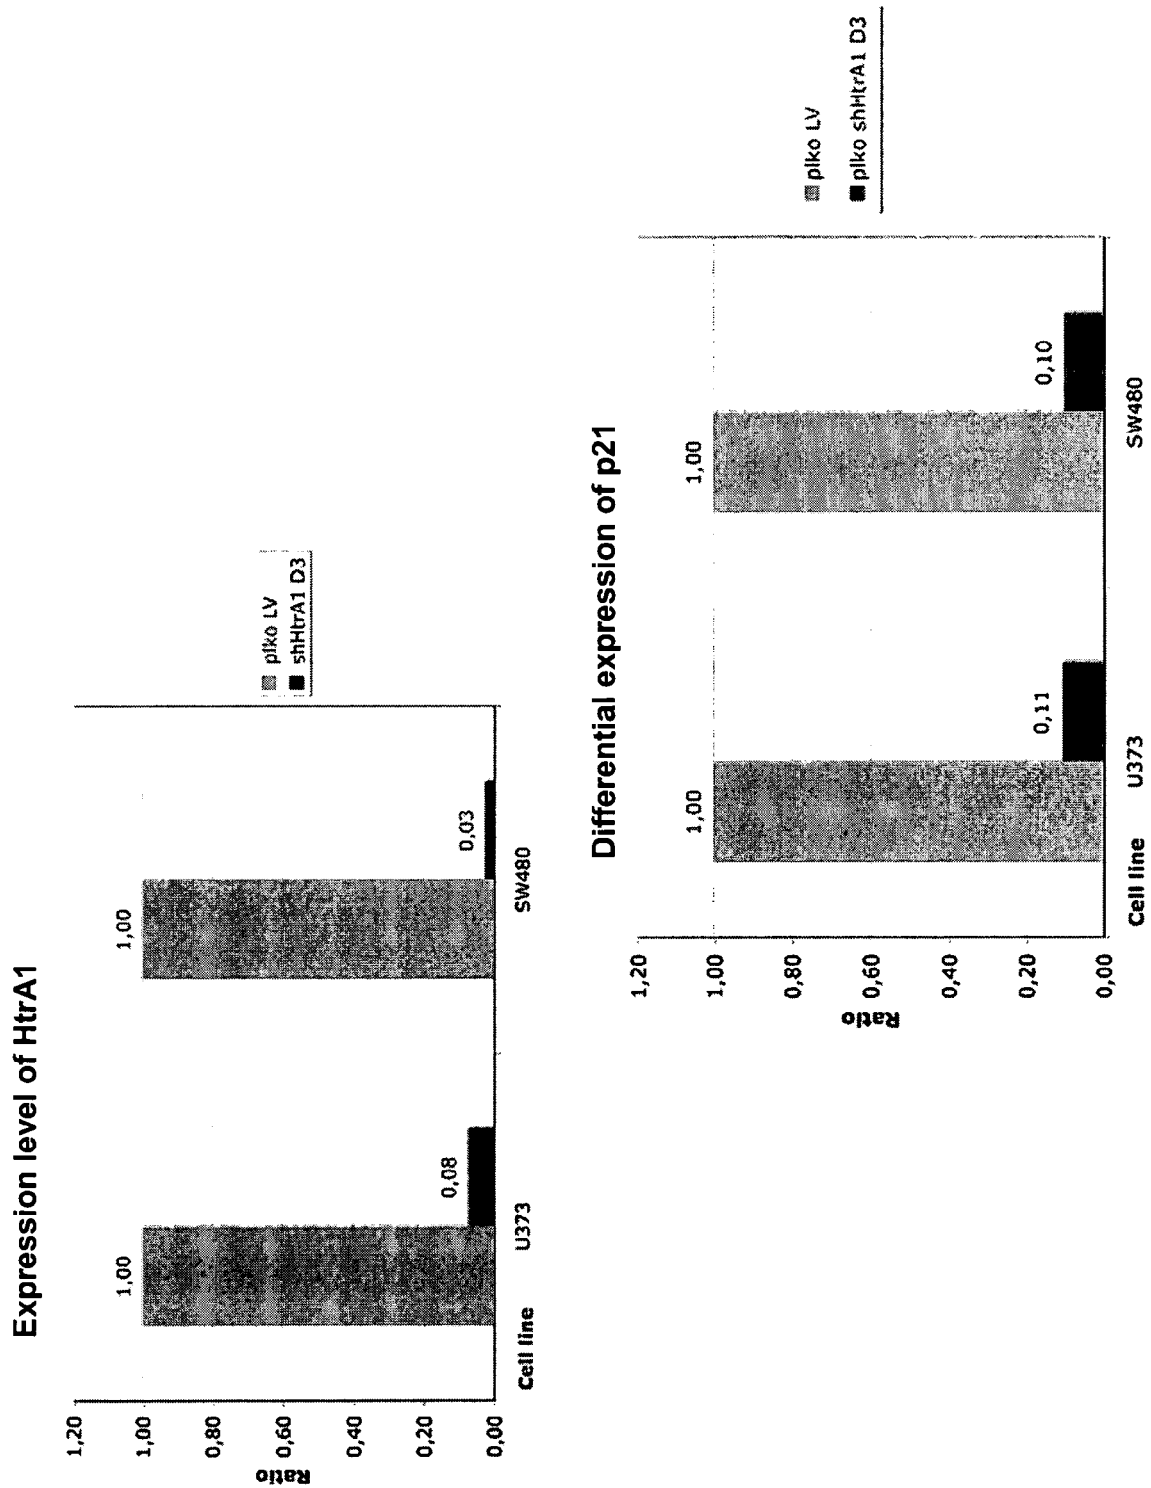 Expression level of HtrA1
1,20
1,00
0,80
0,60
0,40
0,20
0,00
Ratio
1,00
0,08
1,00
0,03
Cell line
U373
SW480
plko LV
shHtrA1 D3
Differential expression of p21
1,20
1,00
0,80
0,60
0,40
0,20
0,00
Ratio
1,00
0,11
1,00
0,10
Cell line
U373
SW480
plko LV
plko shHtrA1 D3